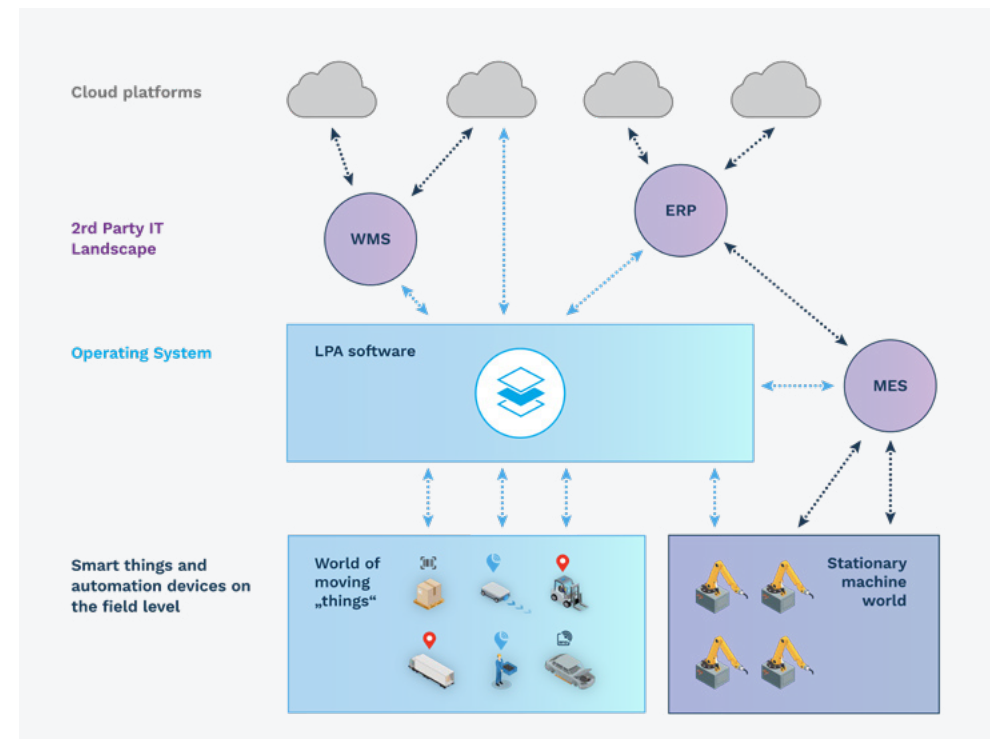 Cloud platforms
2rd Party IT
Landscape
WMS
ERP
Operating System
LPA software
MES
Smart things and
automation devices on
the field level
World of
moving
„things“
Stationary
machine
world